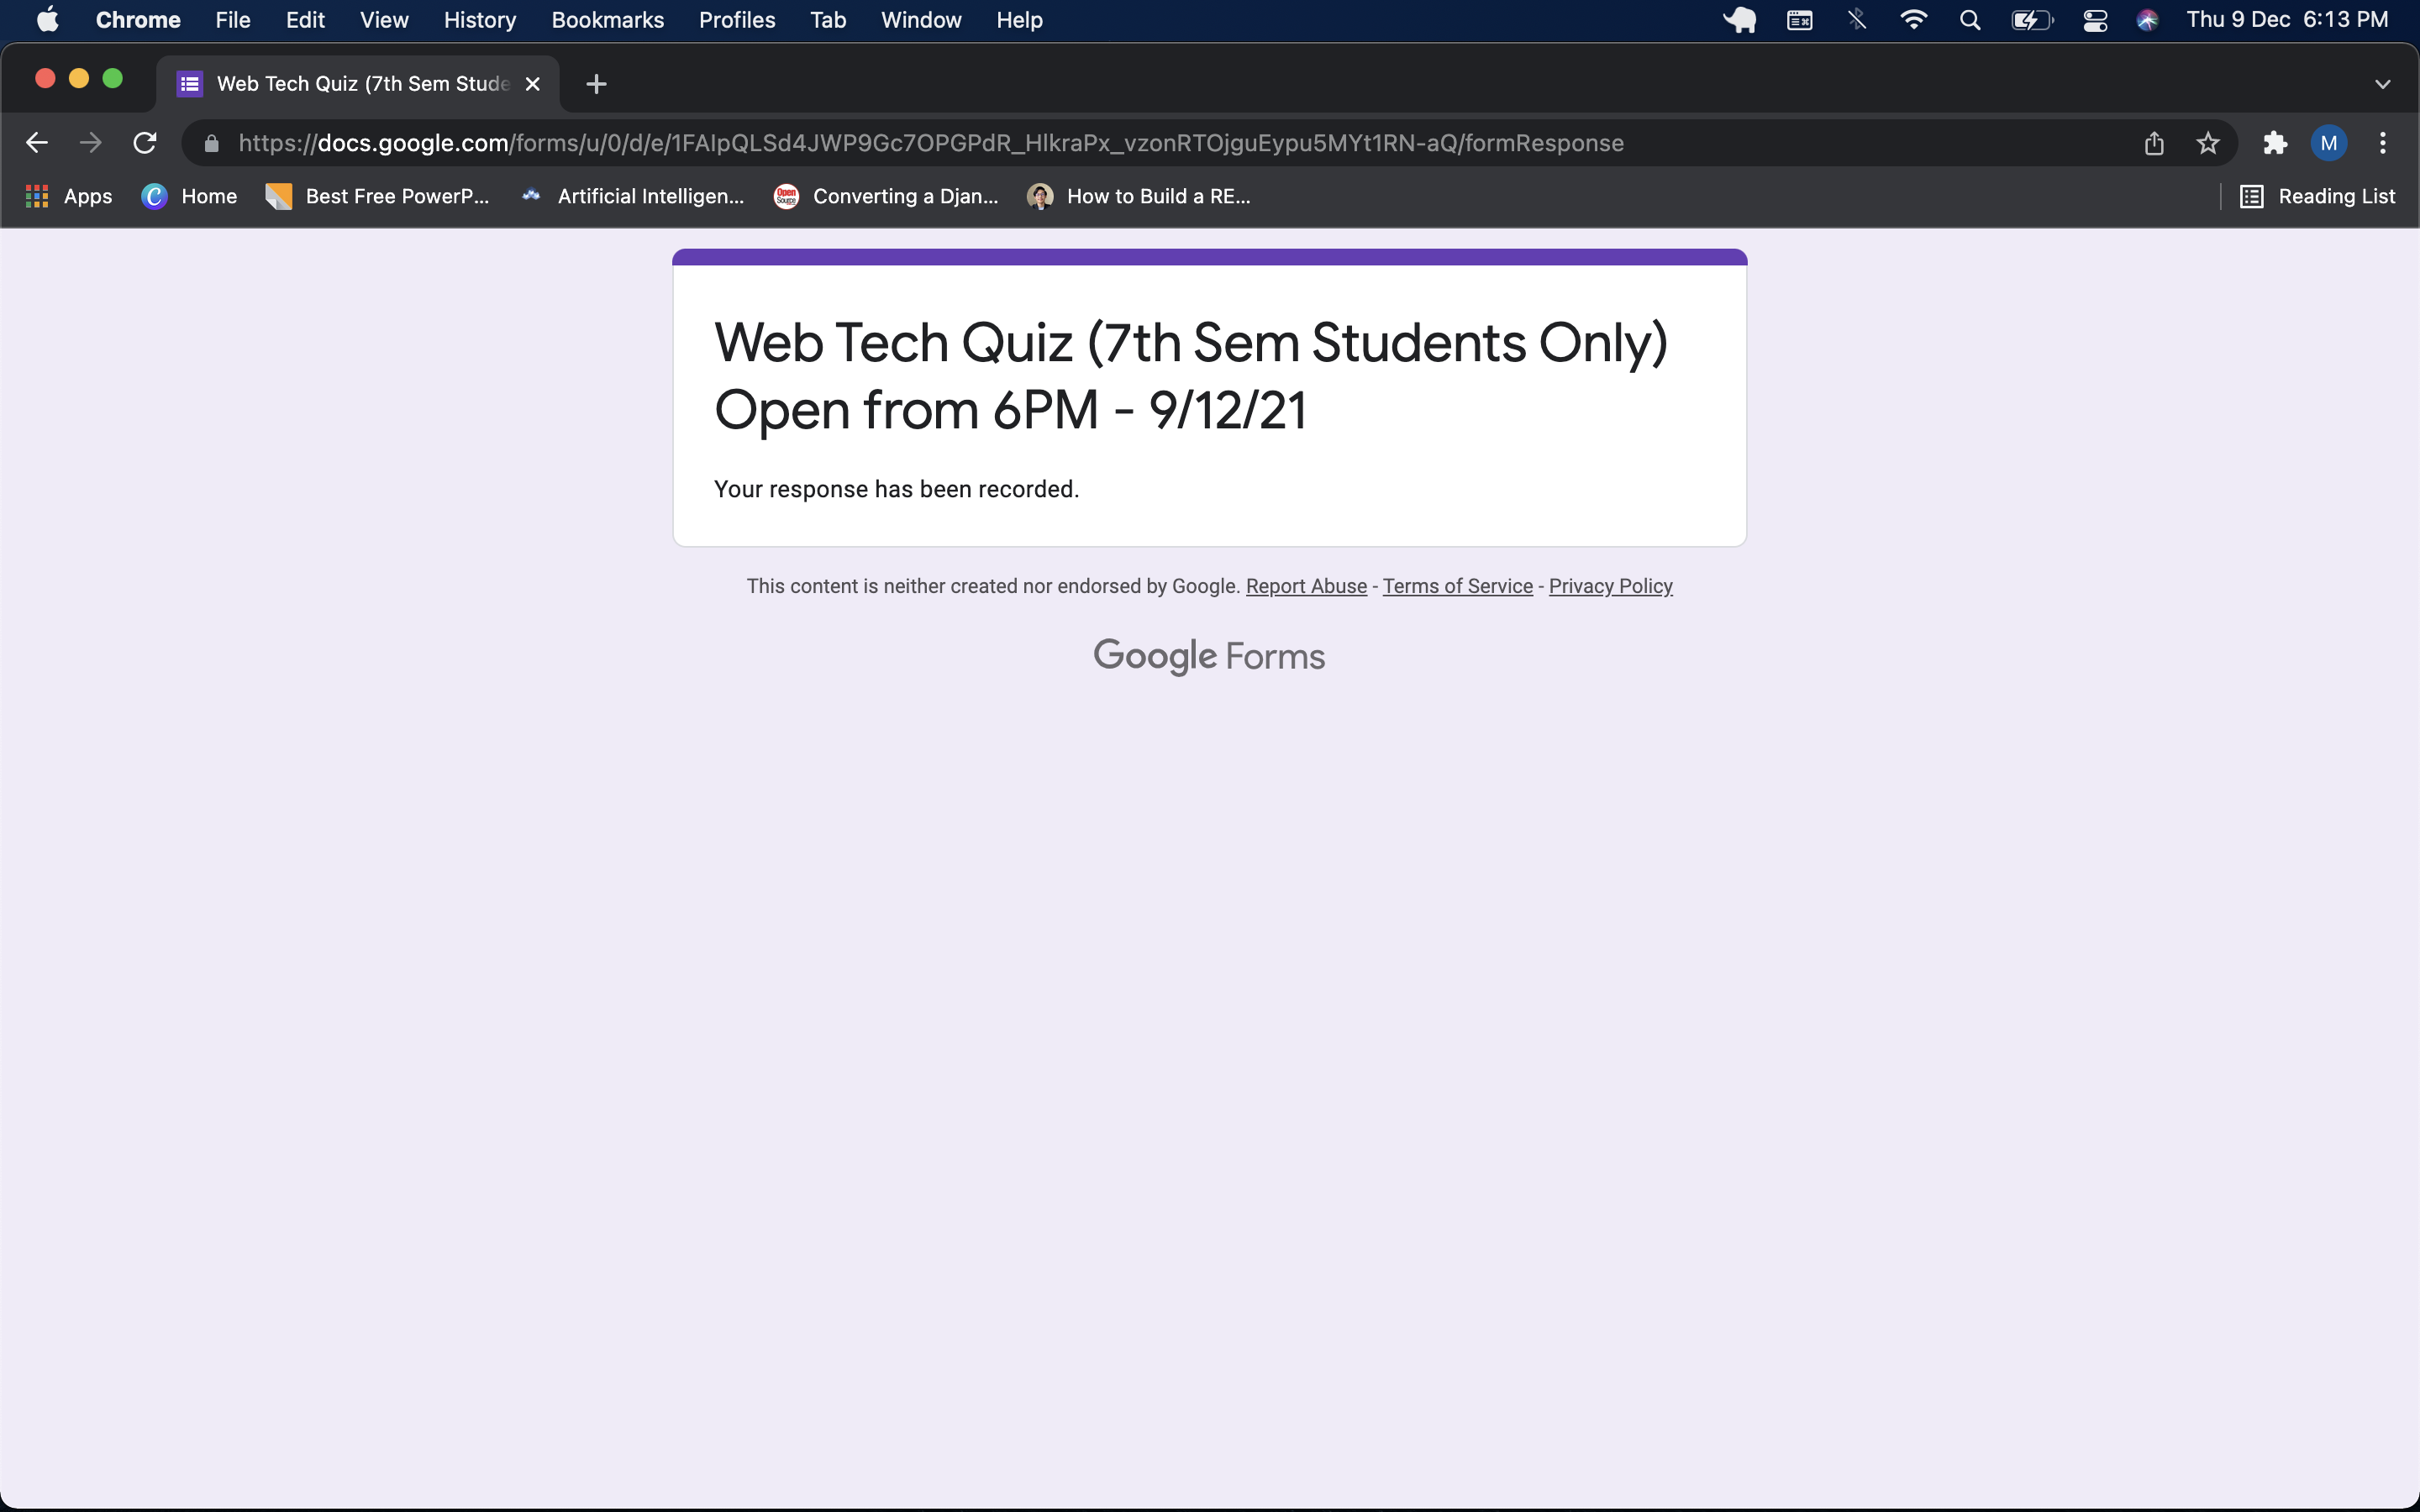 Chrome File Edit View History Bookmarks Profiles Tab Window Help Thu 9 Dec 6:13 PM
Web Tech Quiz (7th Sem Stude
https://docs.google.com/forms/u/0/d/e/1FAIpQLSd4JWP9Gc7OPGPdR_HlkraPx_vzonRTOjguEypu5MYt1RN-aQ/formResponse M
Apps Home Best Free PowerP... Artificial Intelligen... Open Source Converting a Djan... How to Build a RE... Reading List
Web Tech Quiz (7th Sem Students Only)
Open from 6PM - 9/12/21
Your response has been recorded.
This content is neither created nor endorsed by Google. Report Abuse - Terms of Service - Privacy Policy
Google Forms